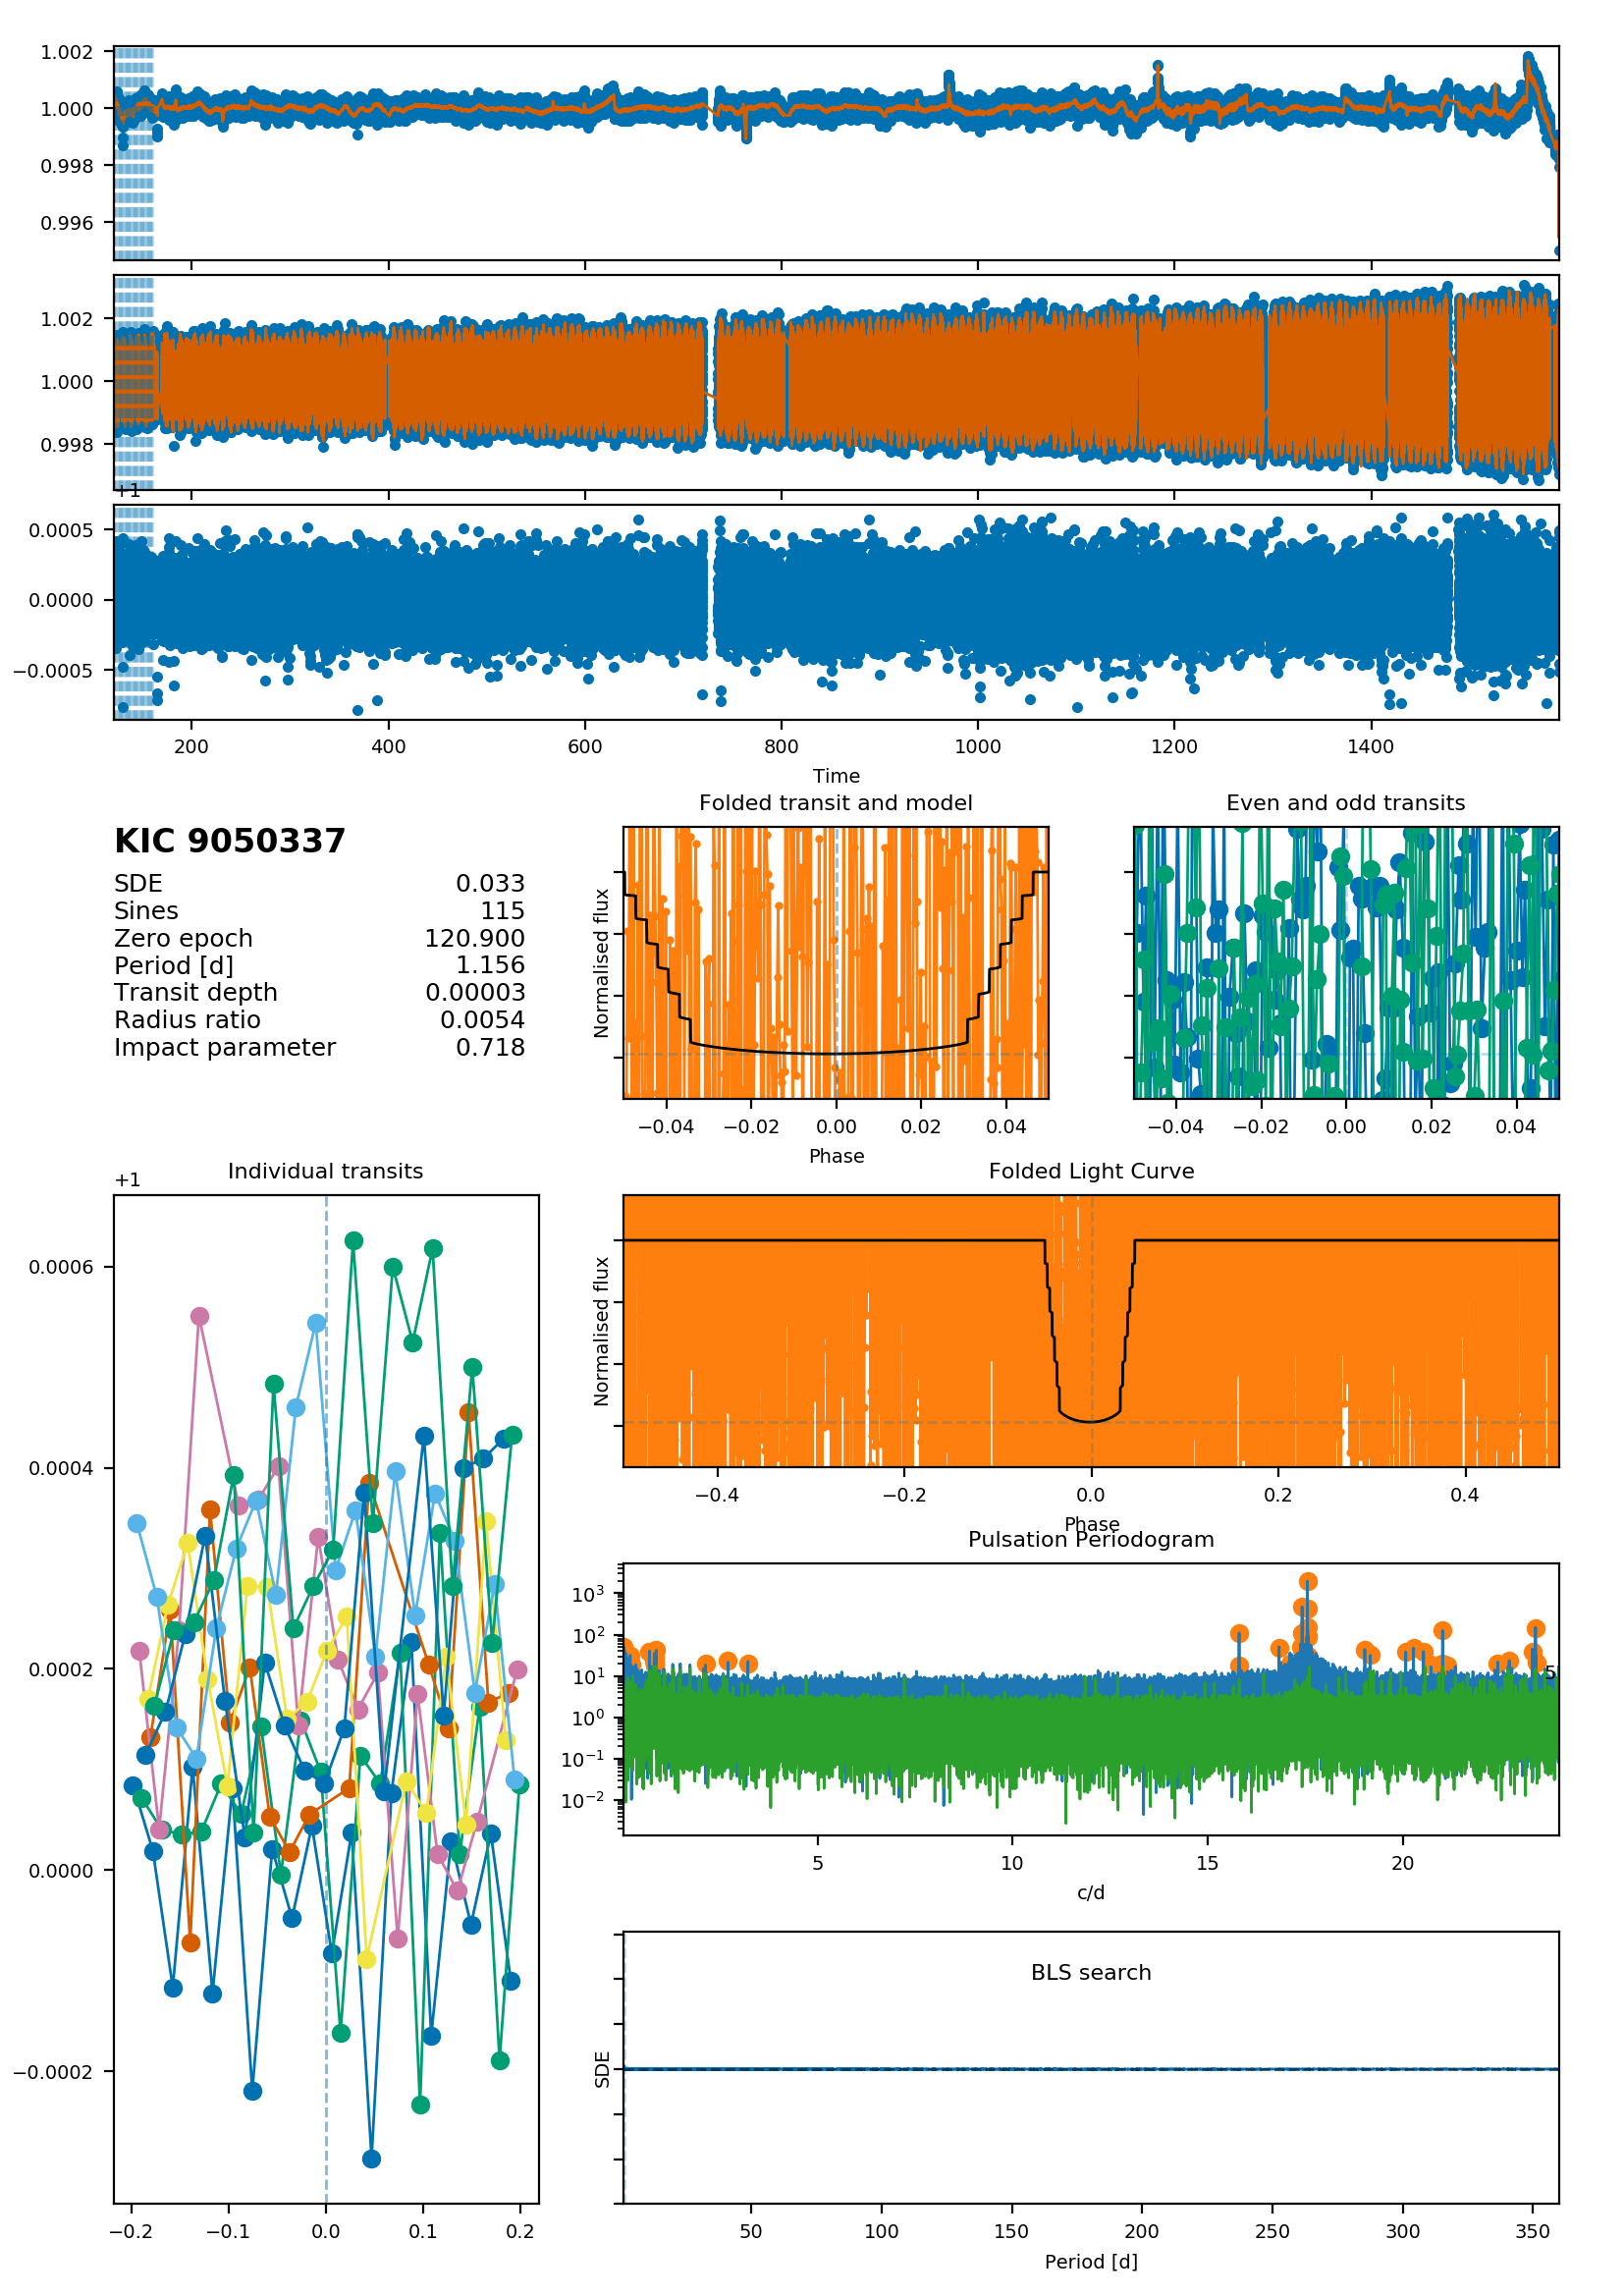 1.002
1.000
0.998
0.996
1.002
1.000
0.998
+1
0.0005
0.0000
−0.0005
200 400 600 800 1000 1200 1400
Time
KIC 9050337
SDE 0.033
Sines 115
Zero epoch 120.900
Period [d] 1.156
Transit depth 0.00003
Radius ratio 0.0054
Impact parameter 0.718
Folded transit and model
Normalised flux
−0.04 −0.02 0.00 0.02 0.04
Phase
Even and odd transits
−0.04 −0.02 0.00 0.02 0.04
Individual transits
+1
0.0006
0.0004
0.0002
0.0000
−0.0002
−0.2 −0.1 0.0 0.1 0.2
Folded Light Curve
Normalised flux
−0.4 −0.2 0.0 0.2 0.4
Phase
Pulsation Periodogram
10³
10²
10¹
10⁰
10⁻¹
10⁻²
5 10 15 20
c/d
BLS search
SDE
50 100 150 200 250 300 350
Period [d]